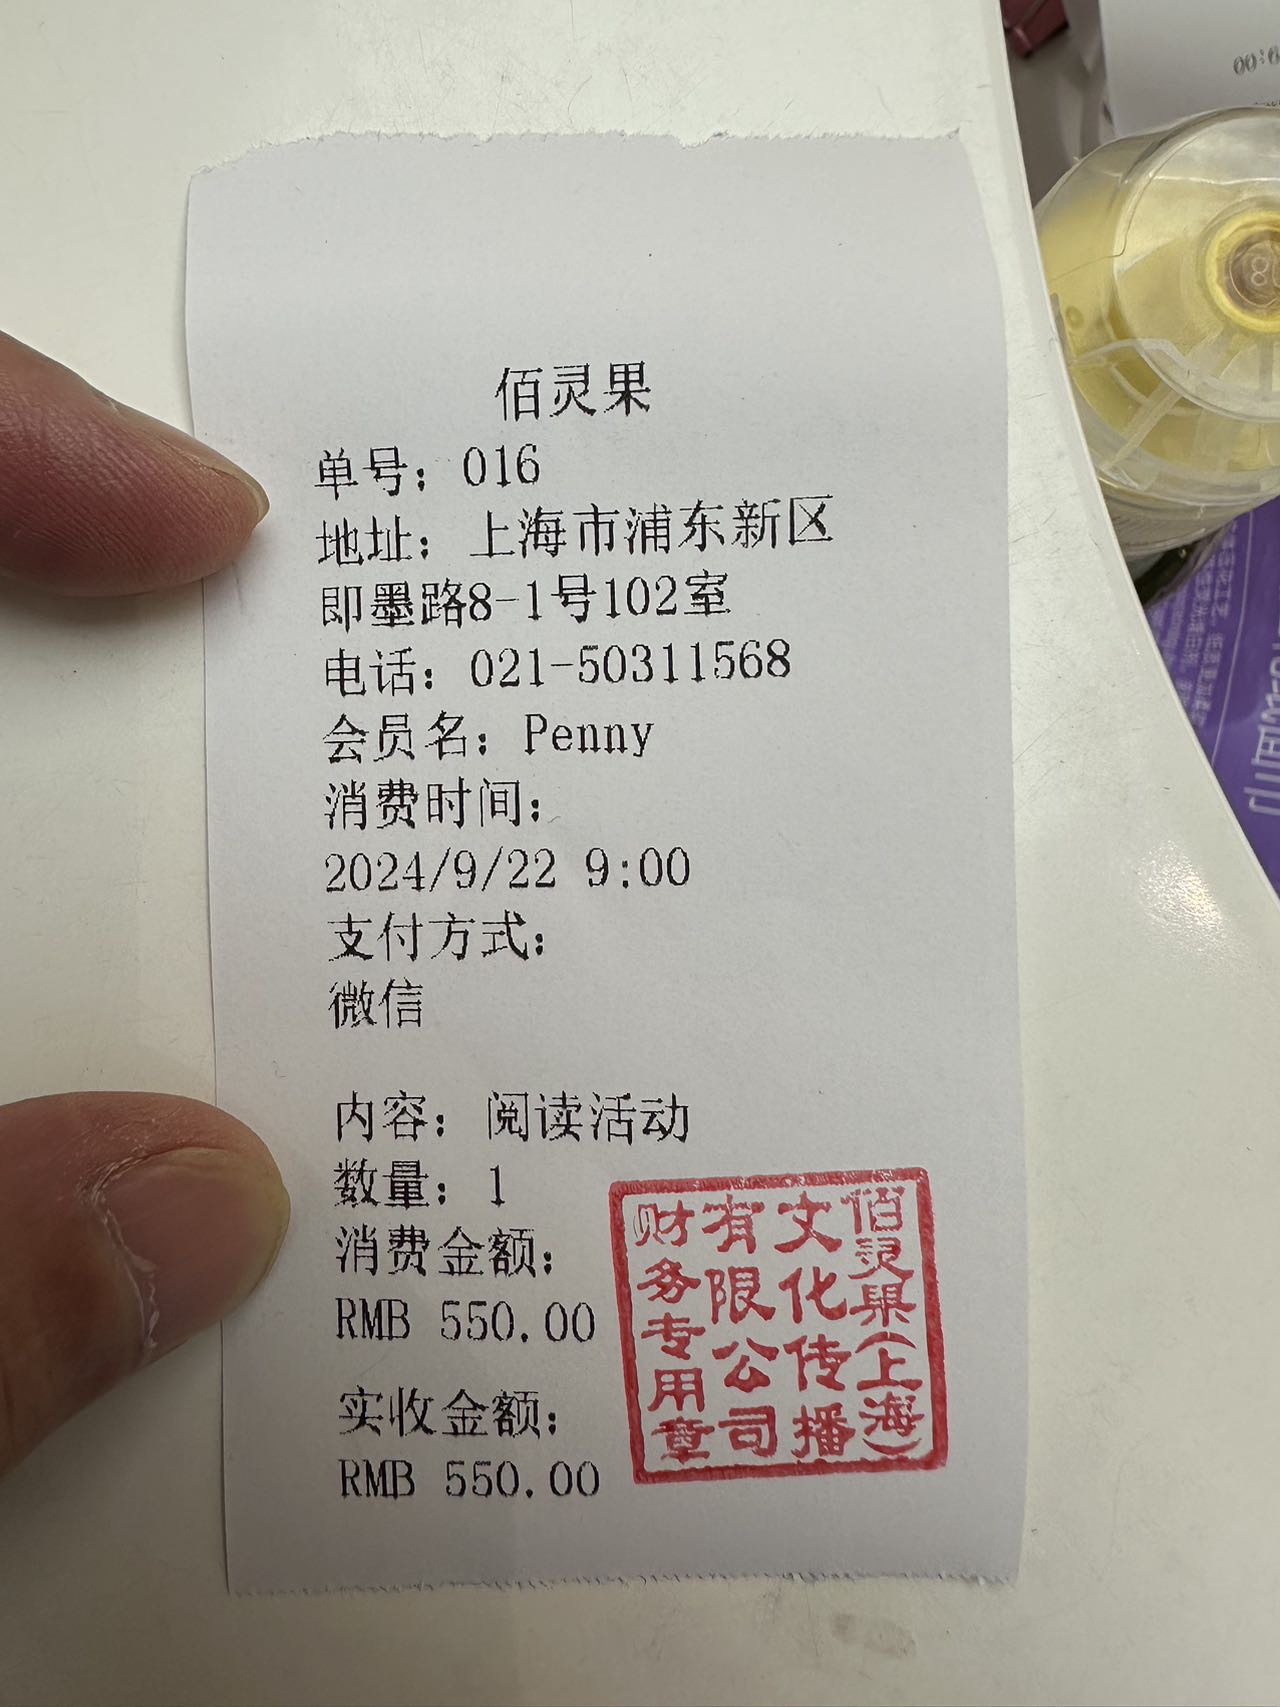 佰灵果
单号：016
地址：上海市浦东新区
即墨路8-1号102室
电话：021-50311568
会员名：Penny
消费时间：
2024/9/22 9:00
支付方式：
微信
内容：阅读活动
数量：1
消费金额：
RMB 550.00
实收金额：
RMB 550.00
佰灵果(上海)
文化传播
有限公司
财务专用章